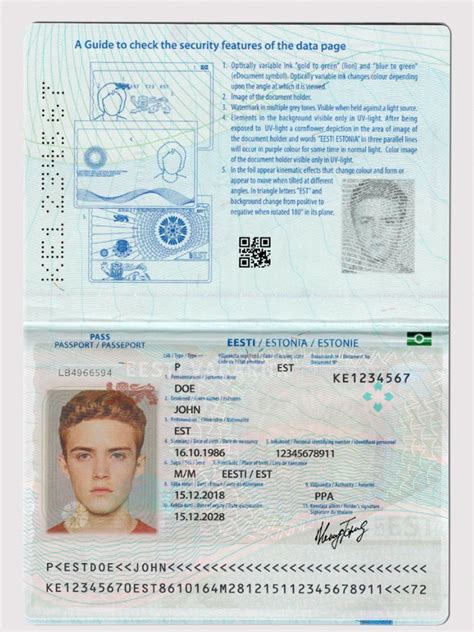 A Guide to check the security features of the data page
1. Optically variable ink "gold to green" (lion) and "blue to green"
(eDocument symbol). Optically variable ink changes colour depending
upon the angle at which it is viewed.
2. Image of the document holder.
3. Watermark in multiple grey tones. Visible when held against a light source.
4. Elements in the background visible only in UV-light. After being
exposed to UV-light a cornflower depiction in the area of image
of the document holder and words "EESTI ESTONIA" in three parallel lines
will occur in purple colour for some time in normal light. Color image
of the document holder visible only in UV-light.
5. In the foil appear kinematic effects that change colour and form or
appear to move when tilted at different
angles. In triangle letters "EST" and
background change from positive to
negative when rotated 180° in its plane.
KE1234567
PASS
PASSPORT / PASSEPORT
EESTI / ESTONIA / ESTONIE
LB4966594
P
EST
KE1234567
DOE
JOHN
EST
16.10.1986
12345678911
M/M
EESTI / EST
15.12.2018
PPA
15.12.2028
P<ESTDOE<<JOHN<<<<<<<<<<<<<<<<<<<<<<<<<<<<<<
KE12345670EST8610164M281215112345678911<<<72